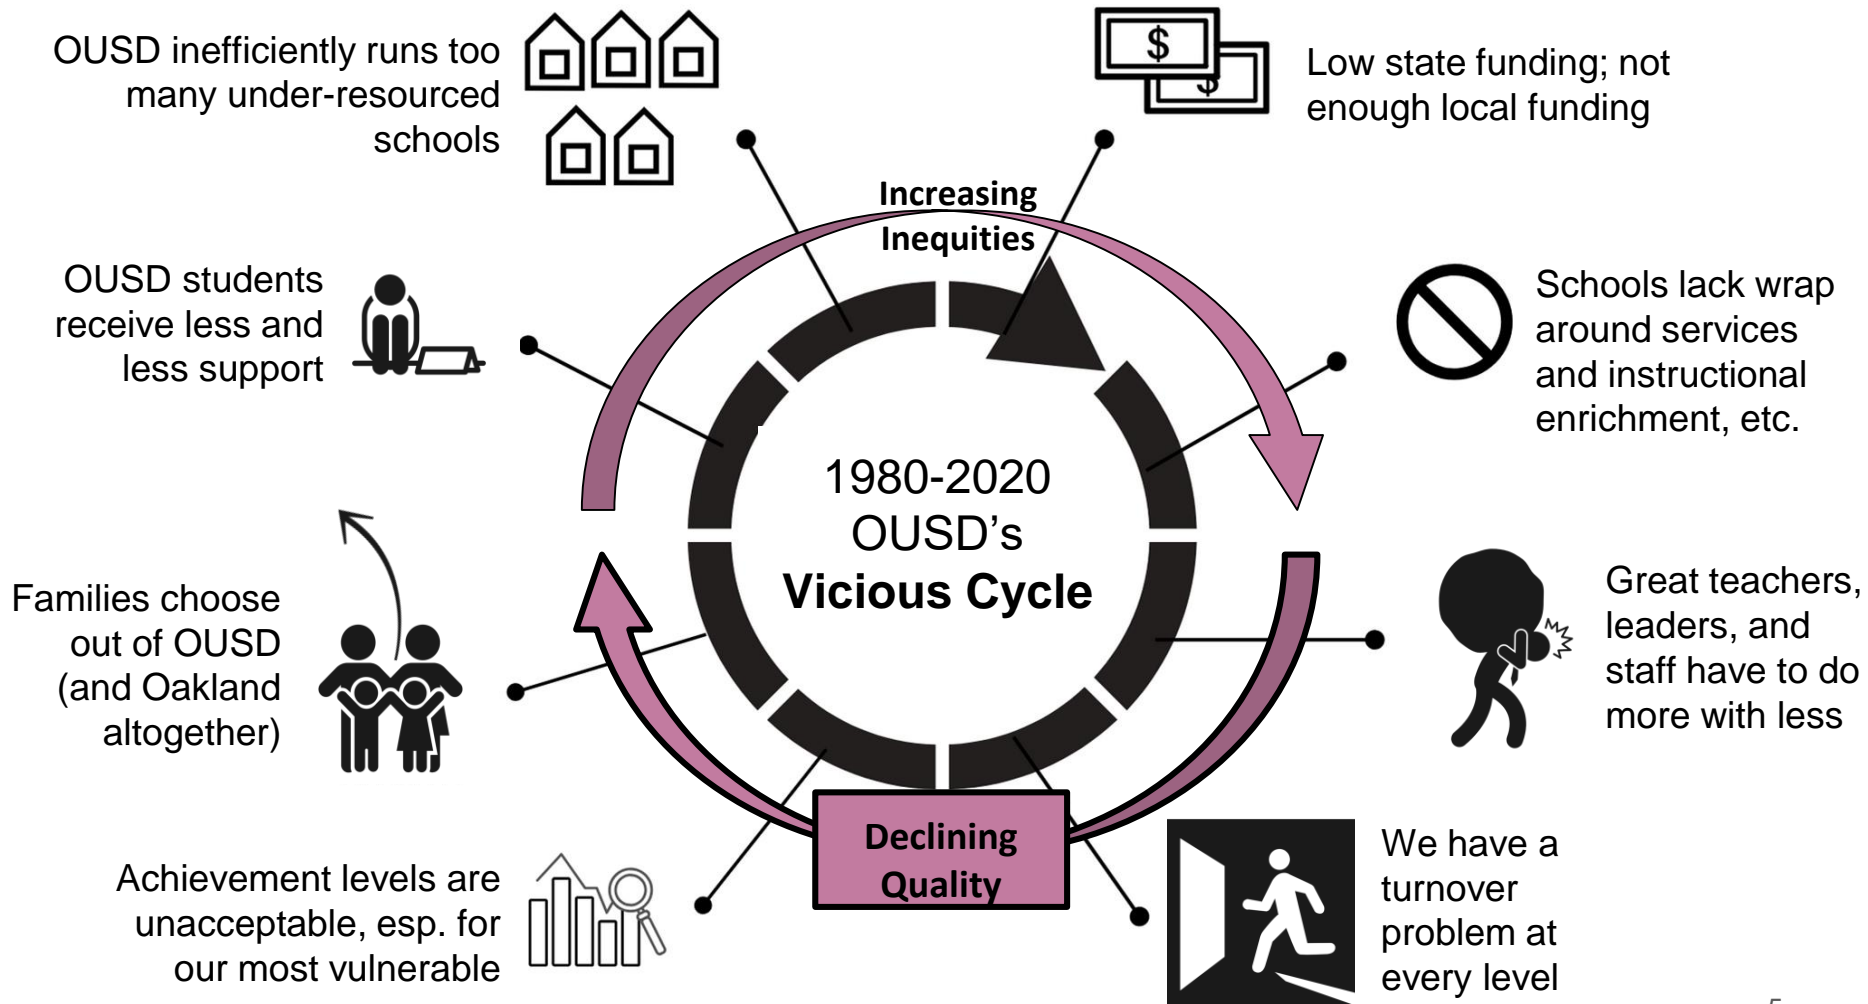 OUSD inefficiently runs too
many under-resourced
schools
$
$
Low state funding; not
enough local funding
Increasing
Inequities
OUSD students
receive less and
less support
Schools lack wrap
around services
and instructional
enrichment, etc.
1980-2020
OUSD’s
Vicious Cycle
Families choose
out of OUSD
(and Oakland
altogether)
Great teachers,
leaders, and
staff have to do
more with less
Declining
Quality
Achievement levels are
unacceptable, esp. for
our most vulnerable
We have a
turnover
problem at
every level
5